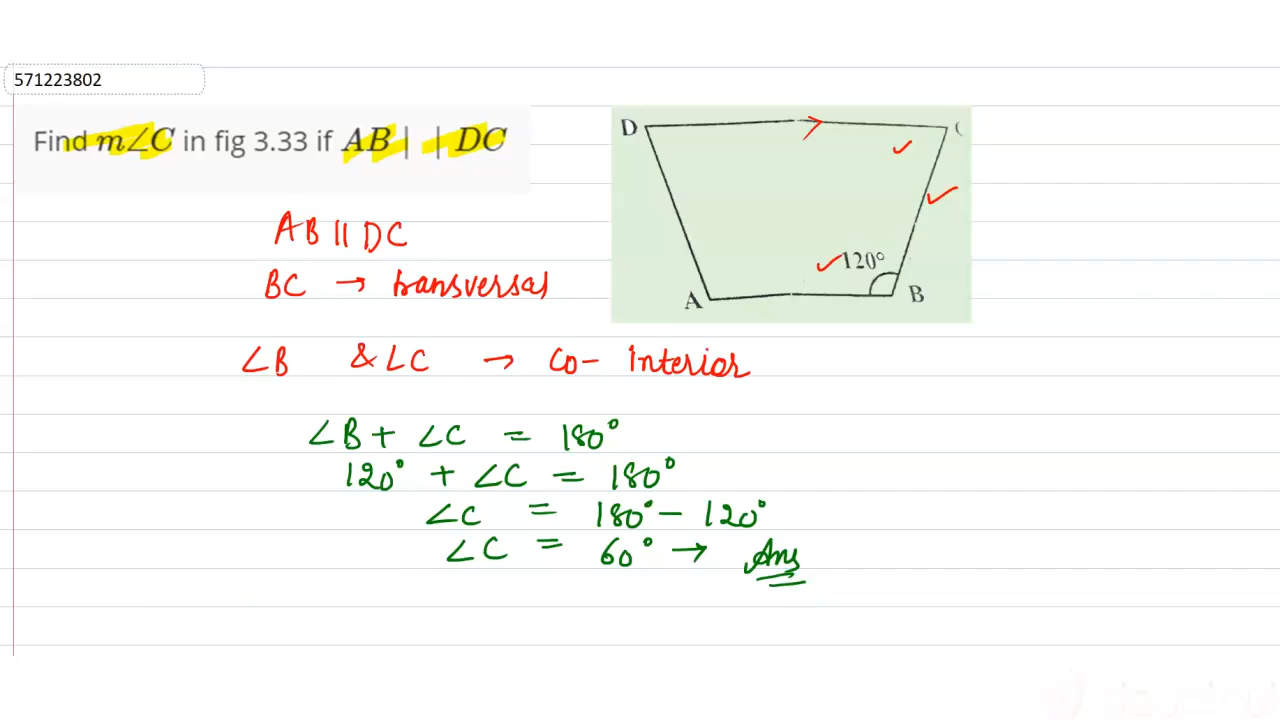 571223802
Find m∠C in fig 3.33 if AB | | DC
D
C
120°
A
B
AB || DC
BC → transversal
∠B & ∠C → Co- Interior
∠B + ∠C = 180°
120° + ∠C = 180°
∠C = 180° - 120°
∠C = 60° → Ans